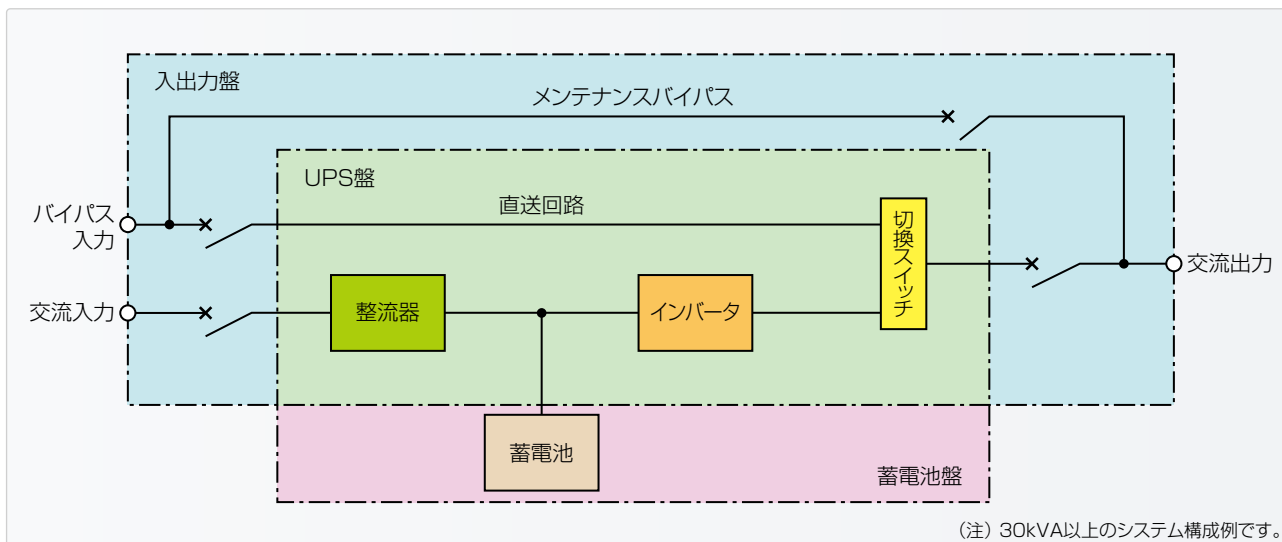 入出力盤
メンテナンスバイパス
UPS盤
直送回路
バイパス
入力
切換スイッチ
交流出力
交流入力
整流器
インバータ
蓄電池
蓄電池盤
（注）30kVA以上のシステム構成例です。